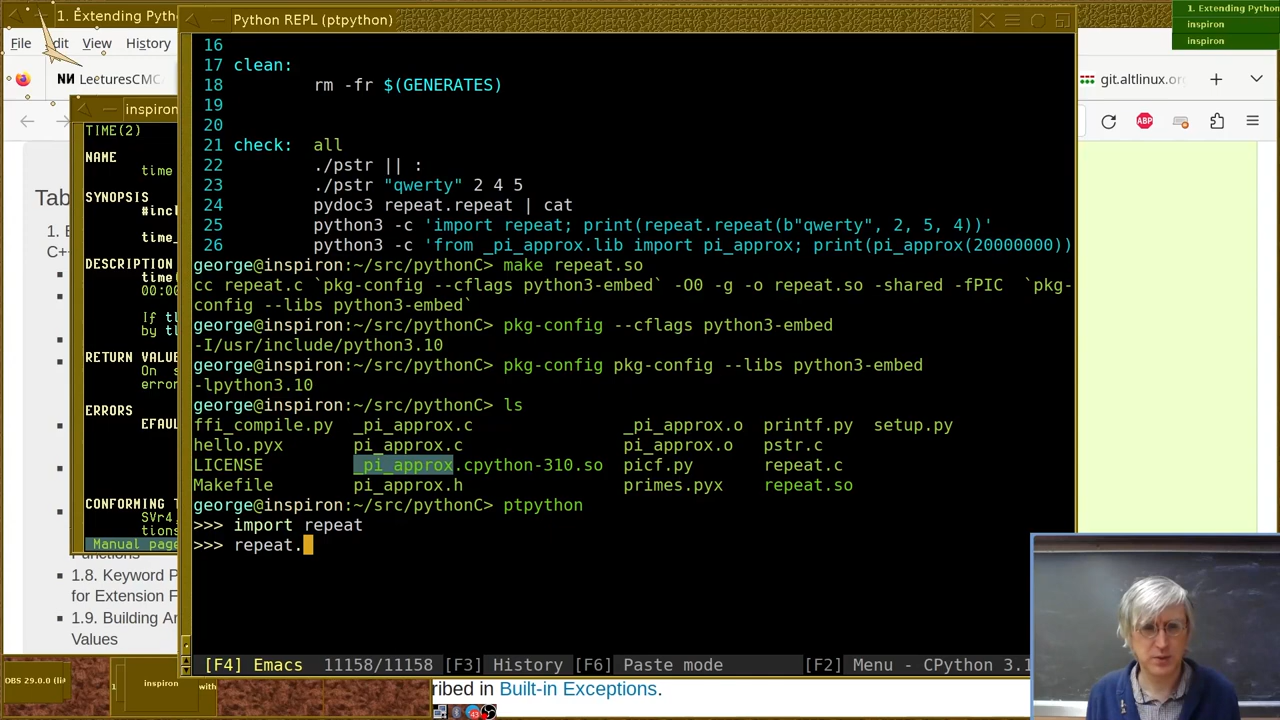 1. Extending Pyth
Python REPL (ptpython)
1. Extending Python
inspiron
inspiron
File Edit View History
LecturesCMC
git.altlinux.or
inspiron
TIME(2)
NAME
time
SYNOPSIS
#incl
time_
DESCRIPTION
time(
00:00
If tl
by tl
RETURN VALUE
On s
error
ERRORS
EFAUL
CONFORMING T
SVr4,
tions
Manual page
Tab
1. E
C+
1.8. Keyword P
for Extension F
1.9. Building Ar
Values
16
17 clean:
18 rm -fr $(GENERATES)
19
20
21 check: all
22 ./pstr || :
23 ./pstr "qwerty" 2 4 5
24 pydoc3 repeat.repeat | cat
25 python3 -c 'import repeat; print(repeat.repeat(b"qwerty", 2, 5, 4))'
26 python3 -c 'from _pi_approx.lib import pi_approx; print(pi_approx(20000000))
george@inspiron:~/src/pythonC> make repeat.so
cc repeat.c `pkg-config --cflags python3-embed` -O0 -g -o repeat.so -shared -fPIC `pkg-
config --libs python3-embed`
george@inspiron:~/src/pythonC> pkg-config --cflags python3-embed
-I/usr/include/python3.10
george@inspiron:~/src/pythonC> pkg-config pkg-config --libs python3-embed
-lpython3.10
george@inspiron:~/src/pythonC> ls
ffi_compile.py _pi_approx.c _pi_approx.o printf.py setup.py
hello.pyx pi_approx.c pi_approx.o pstr.c
LICENSE _pi_approx.cpython-310.so picf.py repeat.c
Makefile pi_approx.h primes.pyx repeat.so
george@inspiron:~/src/pythonC> ptpython
>>> import repeat
>>> repeat.
[F4] Emacs 11158/11158 [F3] History [F6] Paste mode [F2] Menu - CPython 3.1
ribed in Built-in Exceptions.
OBS 29.0.0 (li
1
inspiron
with